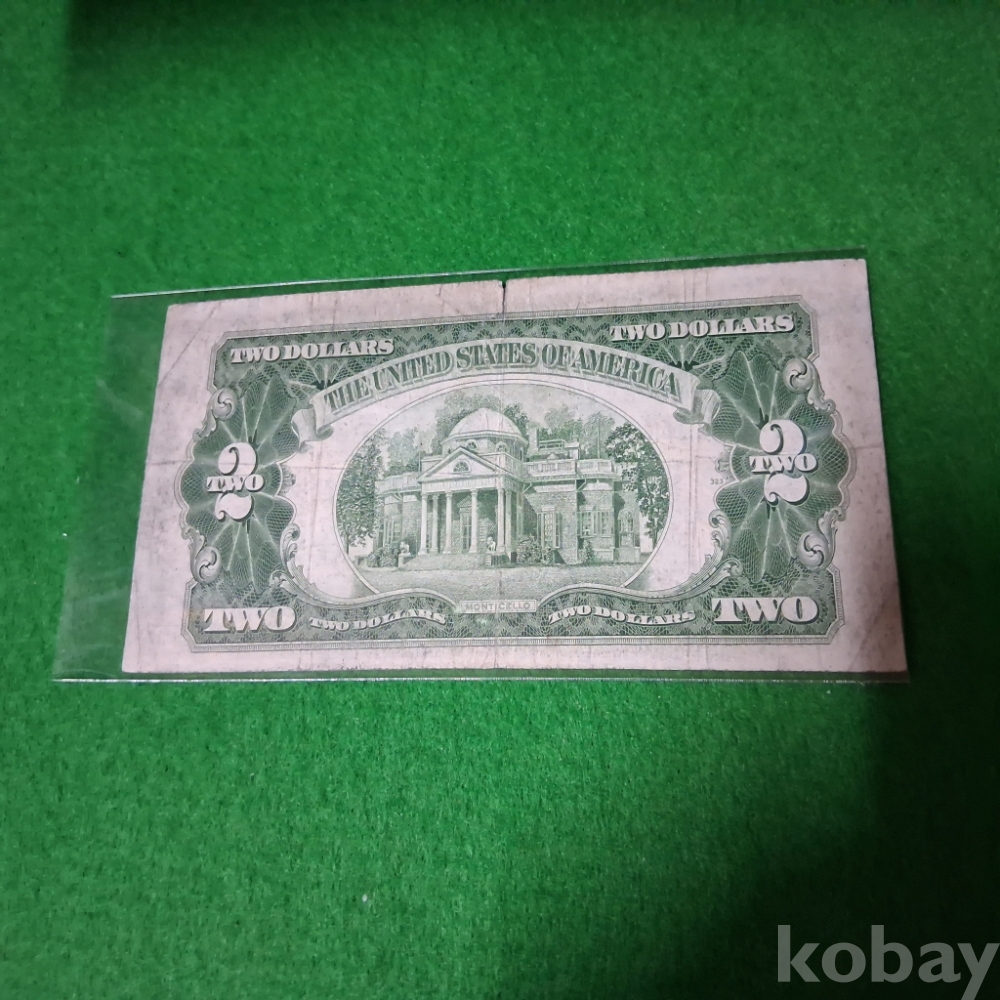 TWO DOLLARS
TWO DOLLARS
THE UNITED STATES OF AMERICA
2
TWO
2
TWO
MONTICELLO
TWO
TWO DOLLARS
TWO DOLLARS
TWO
kobay